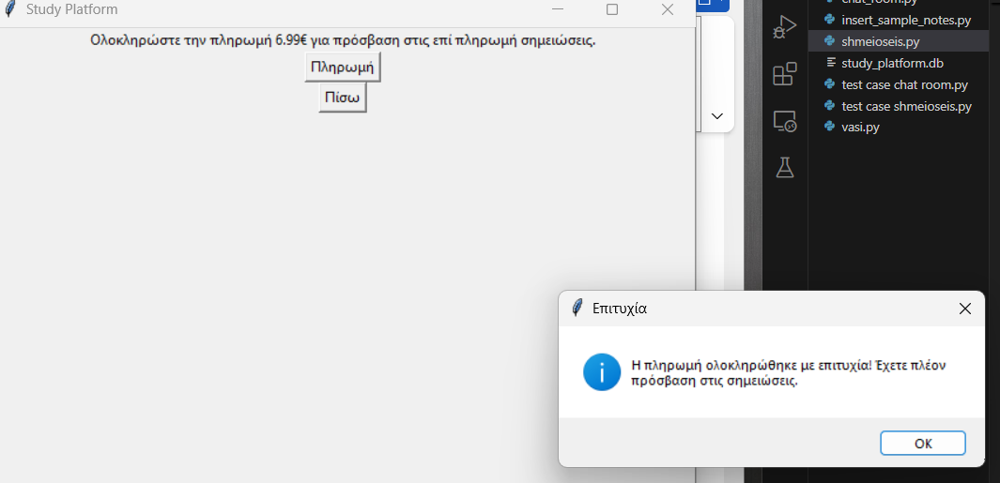 Study Platform
Ολοκληρώστε την πληρωμή 6.99€ για πρόσβαση στις επί πληρωμή σημειώσεις.
Πληρωμή
Πίσω
chat_room.py
insert_sample_notes.py
shmeioseis.py
study_platform.db
test case chat room.py
test case shmeioseis.py
vasi.py
Επιτυχία
Η πληρωμή ολοκληρώθηκε με επιτυχία! Έχετε πλέον
πρόσβαση στις σημειώσεις.
OK